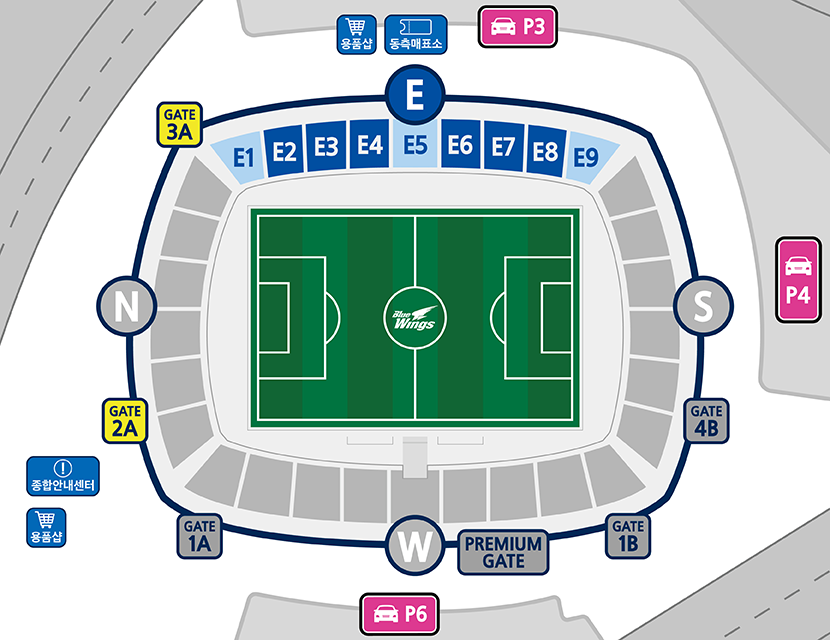 용품샵
동측매표소
P3
E
GATE
3A
E1
E2
E3
E4
E5
E6
E7
E8
E9
P4
N
S
Blue
Wings
GATE
2A
GATE
4B
종합안내센터
용품샵
GATE
1A
W
PREMIUM
GATE
GATE
1B
P6